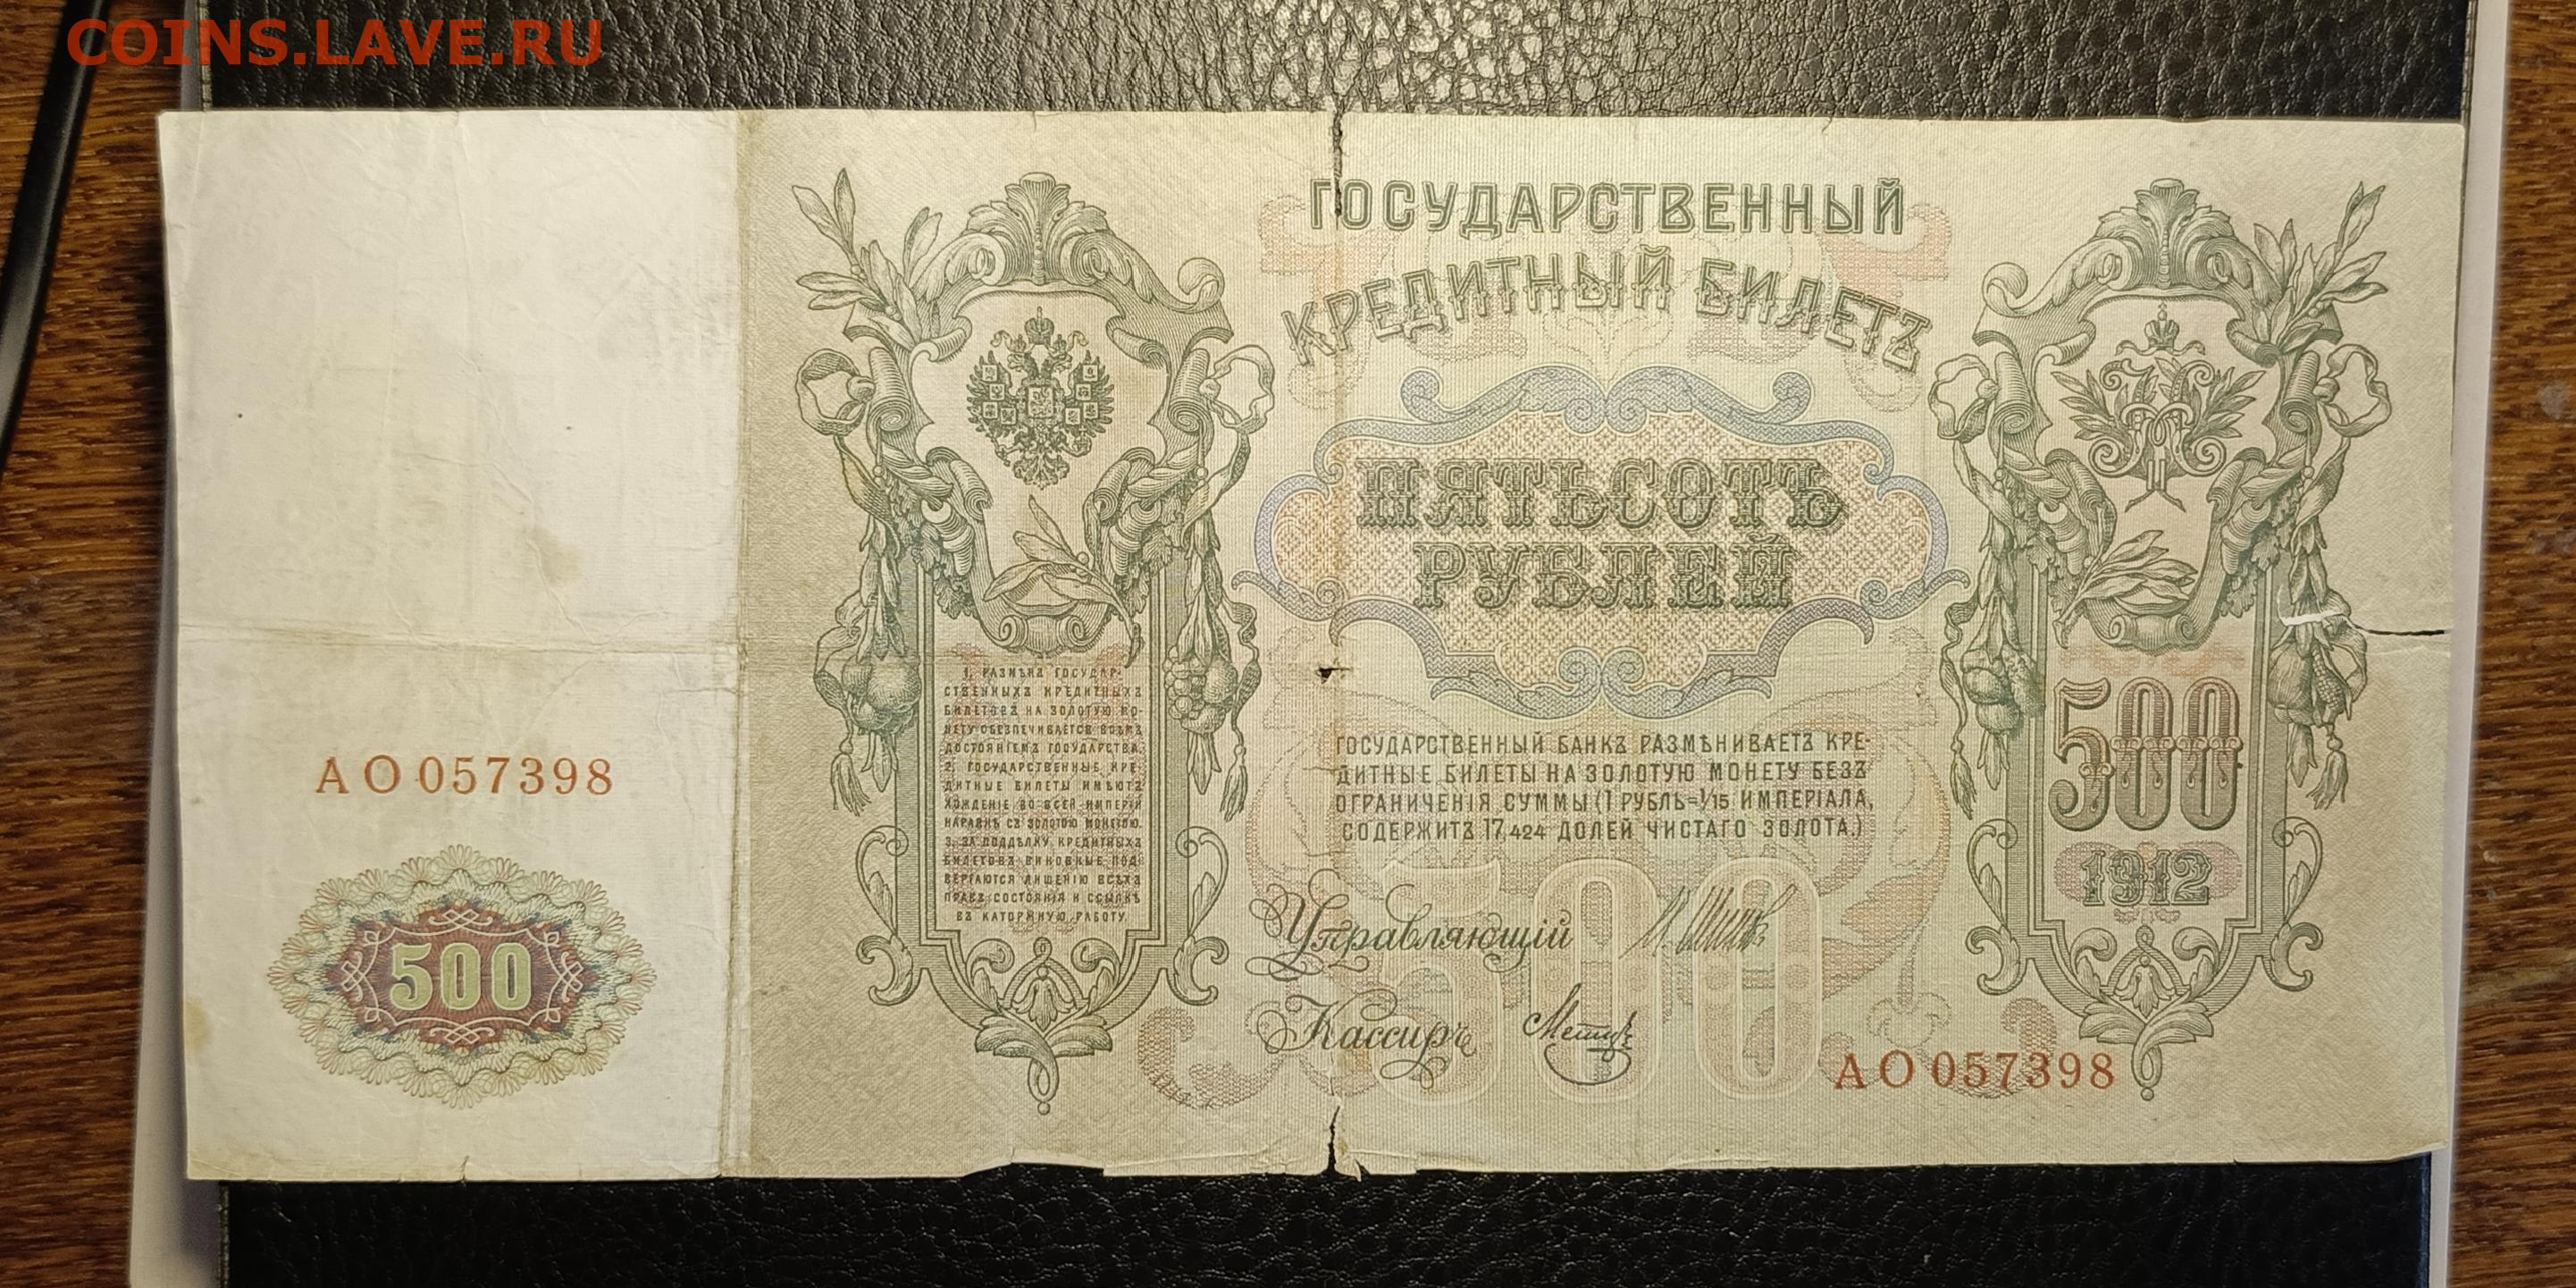 COINS.LAVE.RU
ГОСУДАРСТВЕННЫЙ
КРЕДИТНЫЙ БИЛЕТЪ
ПЯТЬСОТЪ
РУБЛЕЙ
1. РАЗМѢНЪ ГОСУДАР-
СТВЕННЫХЪ КРЕДИТНЫХЪ
БИЛЕТОВЪ НА ЗОЛОТУЮ МО-
НЕТУ ОБЕЗПЕЧИВАЕТСЯ ВСѢМЪ
ДОСТОЯНІЕМЪ ГОСУДАРСТВА.
2. ГОСУДАРСТВЕННЫЕ КРЕ-
ДИТНЫЕ БИЛЕТЫ ИМѢЮТЪ
ХОЖДЕНІЕ ВО ВСЕЙ ИМПЕРІИ
НАРАВНѢ СЪ ЗОЛОТОЮ МОНЕТОЮ.
3. ЗА ПОДДѢЛКУ КРЕДИТНЫХЪ
БИЛЕТОВЪ ВИНОВНЫЕ ПОД-
ВЕРГАЮТСЯ ЛИШЕНІЮ ВСѢХЪ
ПРАВЪ СОСТОЯНІЯ И ССЫЛКѢ
ВЪ КАТОРЖНУЮ РАБОТУ.
ГОСУДАРСТВЕННЫЙ БАНКЪ РАЗМѢНИВАЕТЪ КРЕ-
ДИТНЫЕ БИЛЕТЫ НА ЗОЛОТУЮ МОНЕТУ БЕЗЪ
ОГРАНИЧЕНІЯ СУММЫ (1 РУБЛЬ=1/15 ИМПЕРІАЛА,
СОДЕРЖИТЪ 17,424 ДОЛЕЙ ЧИСТАГО ЗОЛОТА.)
500
1912
АО 057398
500
Управляющій
Кассиръ
500
АО 057398